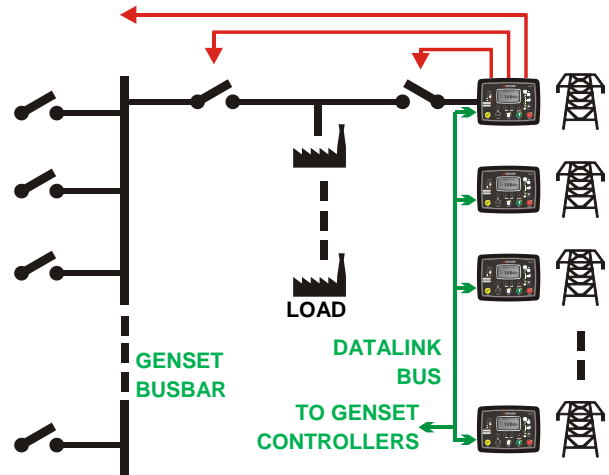 LOAD
GENSET
BUSBAR
DATALINK
BUS
TO GENSET
CONTROLLERS